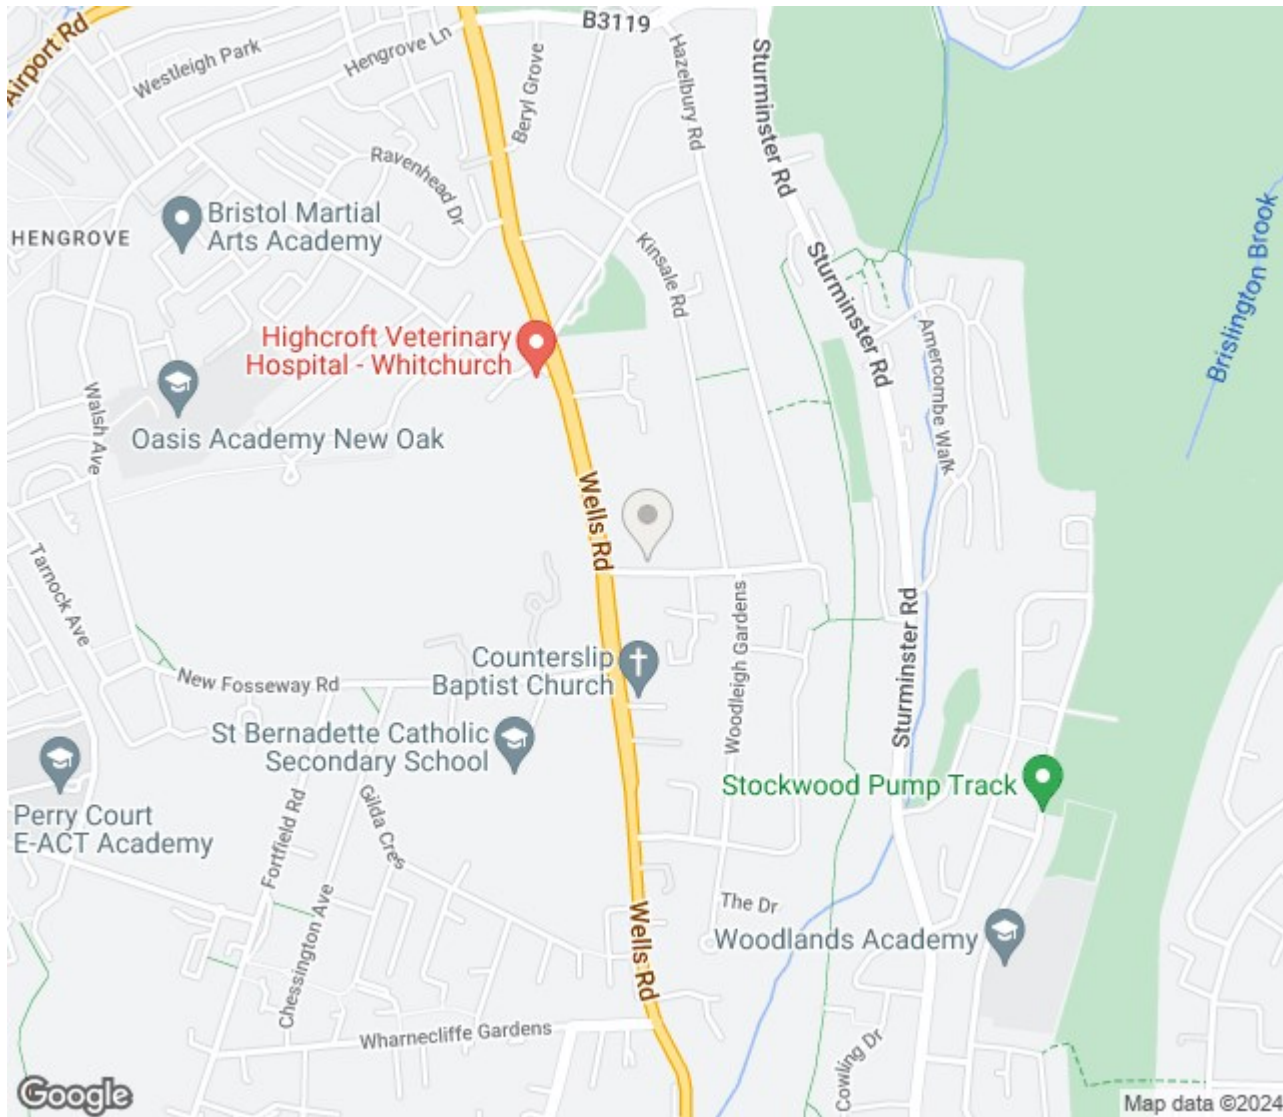 Airport Rd
Westleigh Park
Hengrove Ln
B3119
Beryl Grove
Hazelbury Rd
Sturminster Rd
Ravenhead Dr
Bristol Martial
Arts Academy
HENGROVE
Kinsale Rd
Sturminster Rd
Brislington Brook
Highcroft Veterinary
Hospital - Whitchurch
Amercombe Walk
Walsh Ave
Oasis Academy New Oak
Wells Rd
Tarnock Ave
Woodleigh Gardens
Sturminster Rd
Counterslip
Baptist Church
New Fosseway Rd
St Bernadette Catholic
Secondary School
Stockwood Pump Track
Perry Court
E-ACT Academy
Fortfield Rd
Gilda Cres
The Dr
Woodlands Academy
Chessington Ave
Wells Rd
Wharnecliffe Gardens
Cowling Dr
Google
Map data ©2024